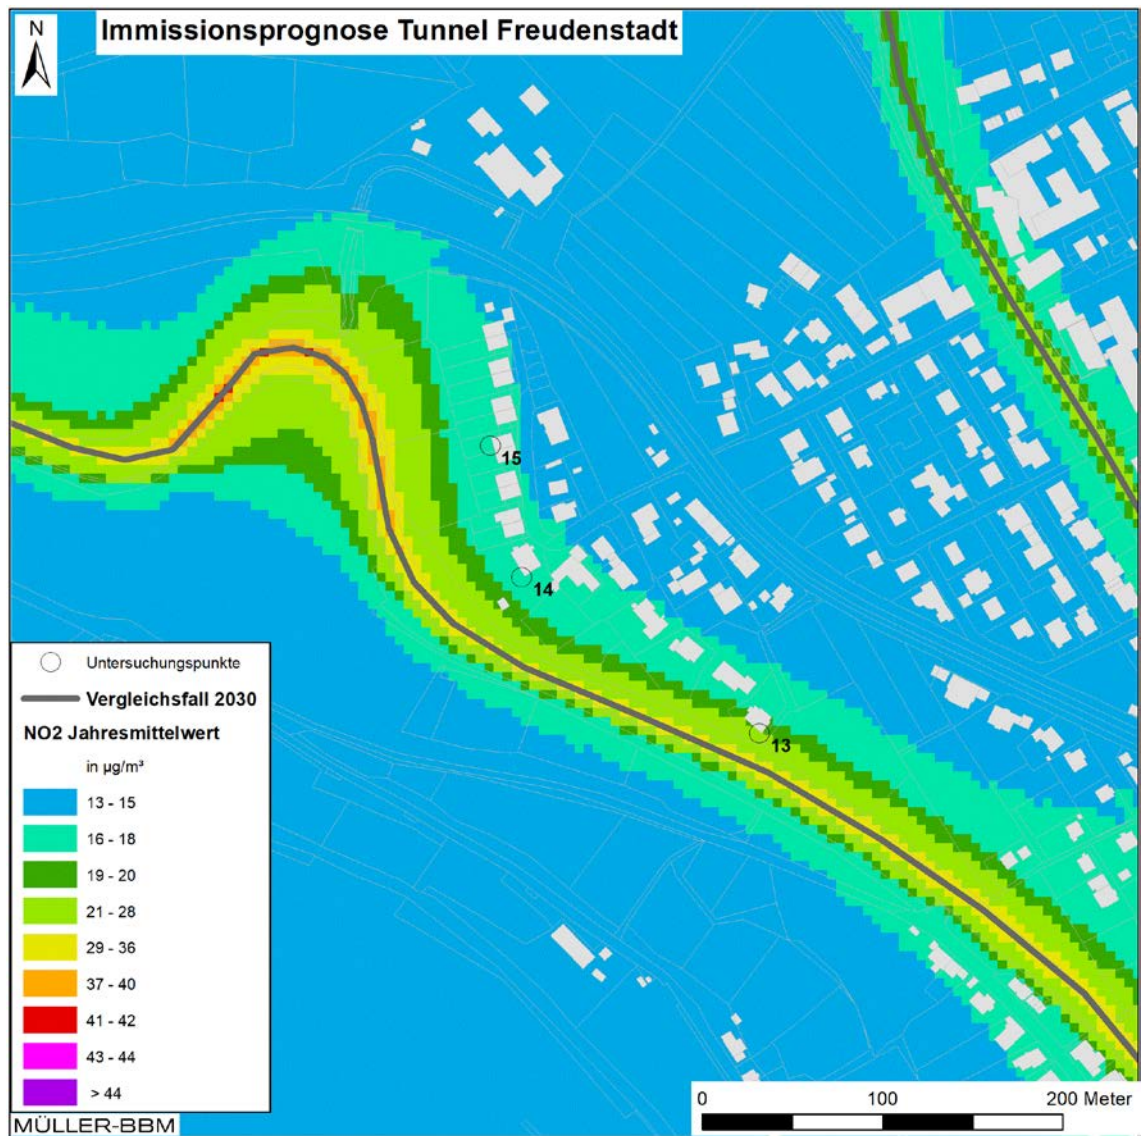 Immissionsprognose Tunnel Freudenstadt
N
15
14
13
Untersuchungspunkte
Vergleichsfall 2030
NO2 Jahresmittelwert
in µg/m³
13 - 15
16 - 18
19 - 20
21 - 28
29 - 36
37 - 40
41 - 42
43 - 44
> 44
0 100 200 Meter
MÜLLER-BBM